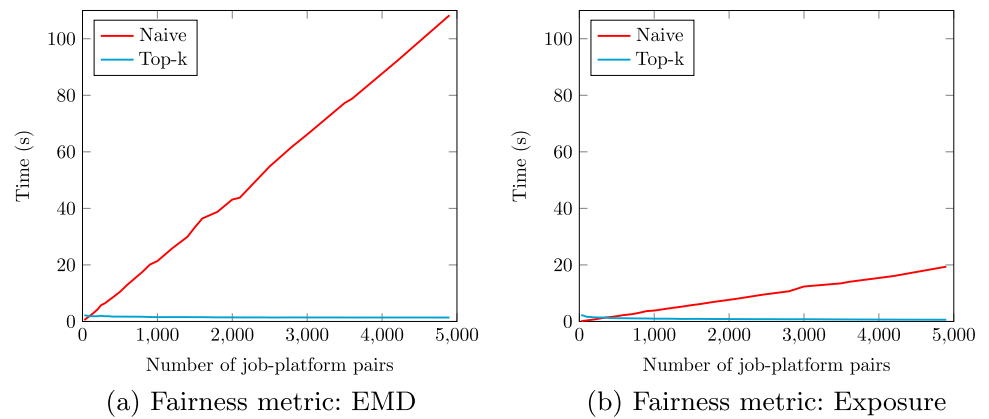 Naive
Top-k
100
80
60
40
20
0
0 1,000 2,000 3,000 4,000 5,000
Time (s)
Number of job-platform pairs
(a) Fairness metric: EMD
Naive
Top-k
100
80
60
40
20
0
0 1,000 2,000 3,000 4,000 5,000
Time (s)
Number of job-platform pairs
(b) Fairness metric: Exposure